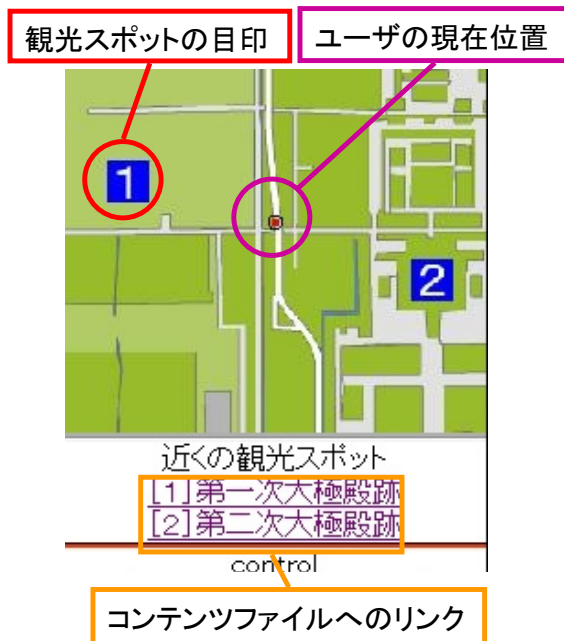 観光スポットの目印
ユーザの現在位置
1
2
近くの観光スポット
[1]第一次大極殿跡
[2]第二次大極殿跡
control
コンテンツファイルへのリンク